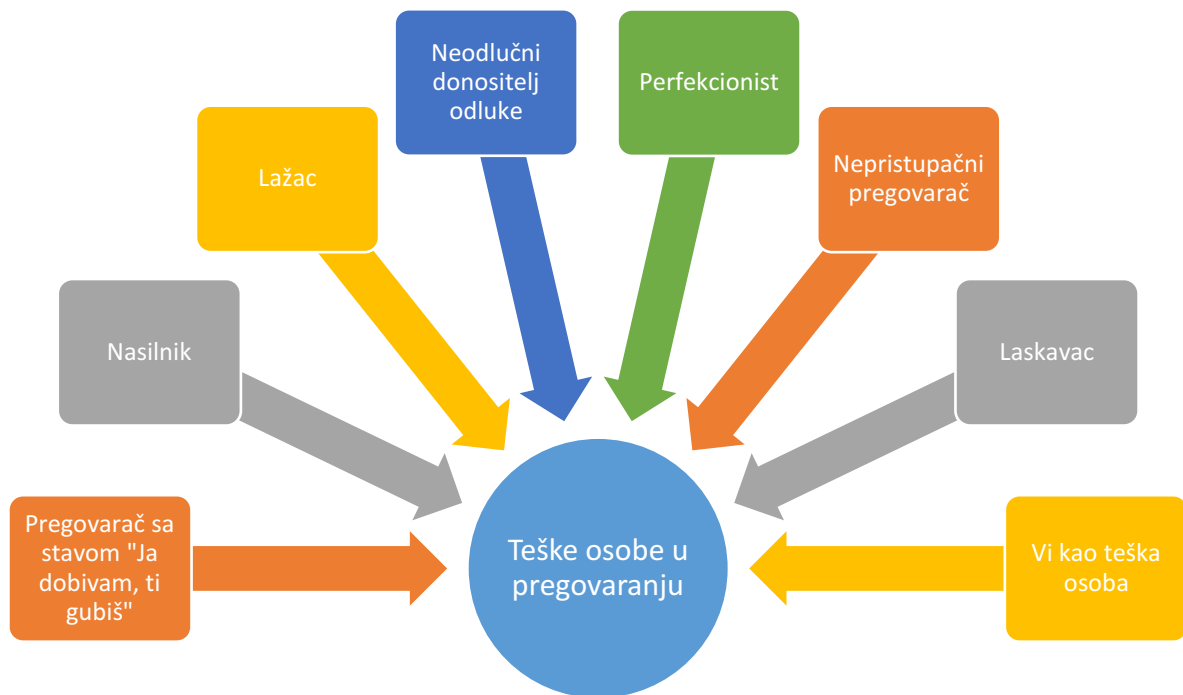 Neodlučni
donositelj
odluke
Perfekcionist
Lažac
Nepristupačni
pregovarač
Nasilnik
Laskavac
Pregovarač sa
stavom "Ja
dobivam, ti
gubiš"
Teške osobe u
pregovaranju
Vi kao teška
osoba